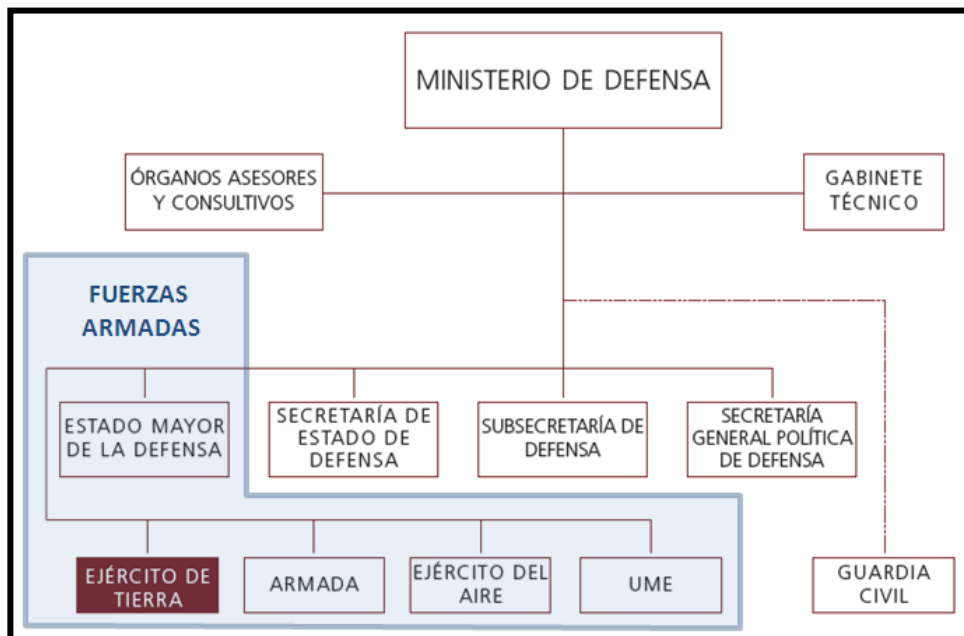 MINISTERIO DE DEFENSA
ÓRGANOS ASESORES
Y CONSULTIVOS
GABINETE
TÉCNICO
FUERZAS
ARMADAS
ESTADO MAYOR
DE LA DEFENSA
SECRETARÍA DE
ESTADO DE
DEFENSA
SUBSECRETARÍA DE
DEFENSA
SECRETARÍA
GENERAL POLÍTICA
DE DEFENSA
EJÉRCITO DE
TIERRA
ARMADA
EJÉRCITO DEL
AIRE
UME
GUARDIA
CIVIL